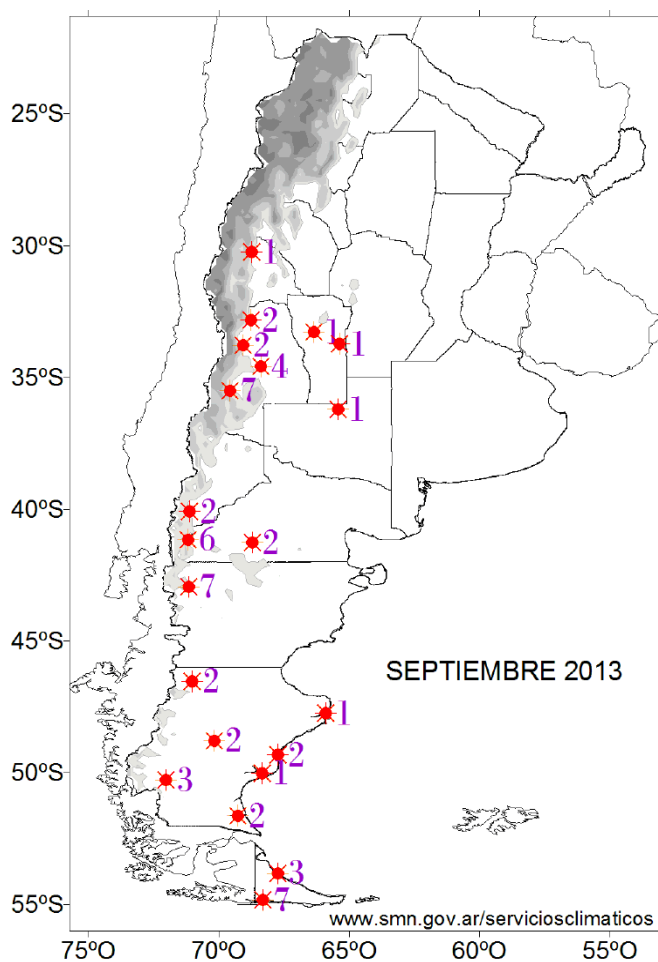 25ºS
30ºS
1
2
1
2
1
4
35ºS
7
1
40ºS
2
6
2
7
45ºS
SEPTIEMBRE 2013
2
1
2
2
50ºS
3
1
2
3
55ºS
7
www.smn.gov.ar/serviciosclimaticos
75ºO 70ºO 65ºO 60ºO 55ºO